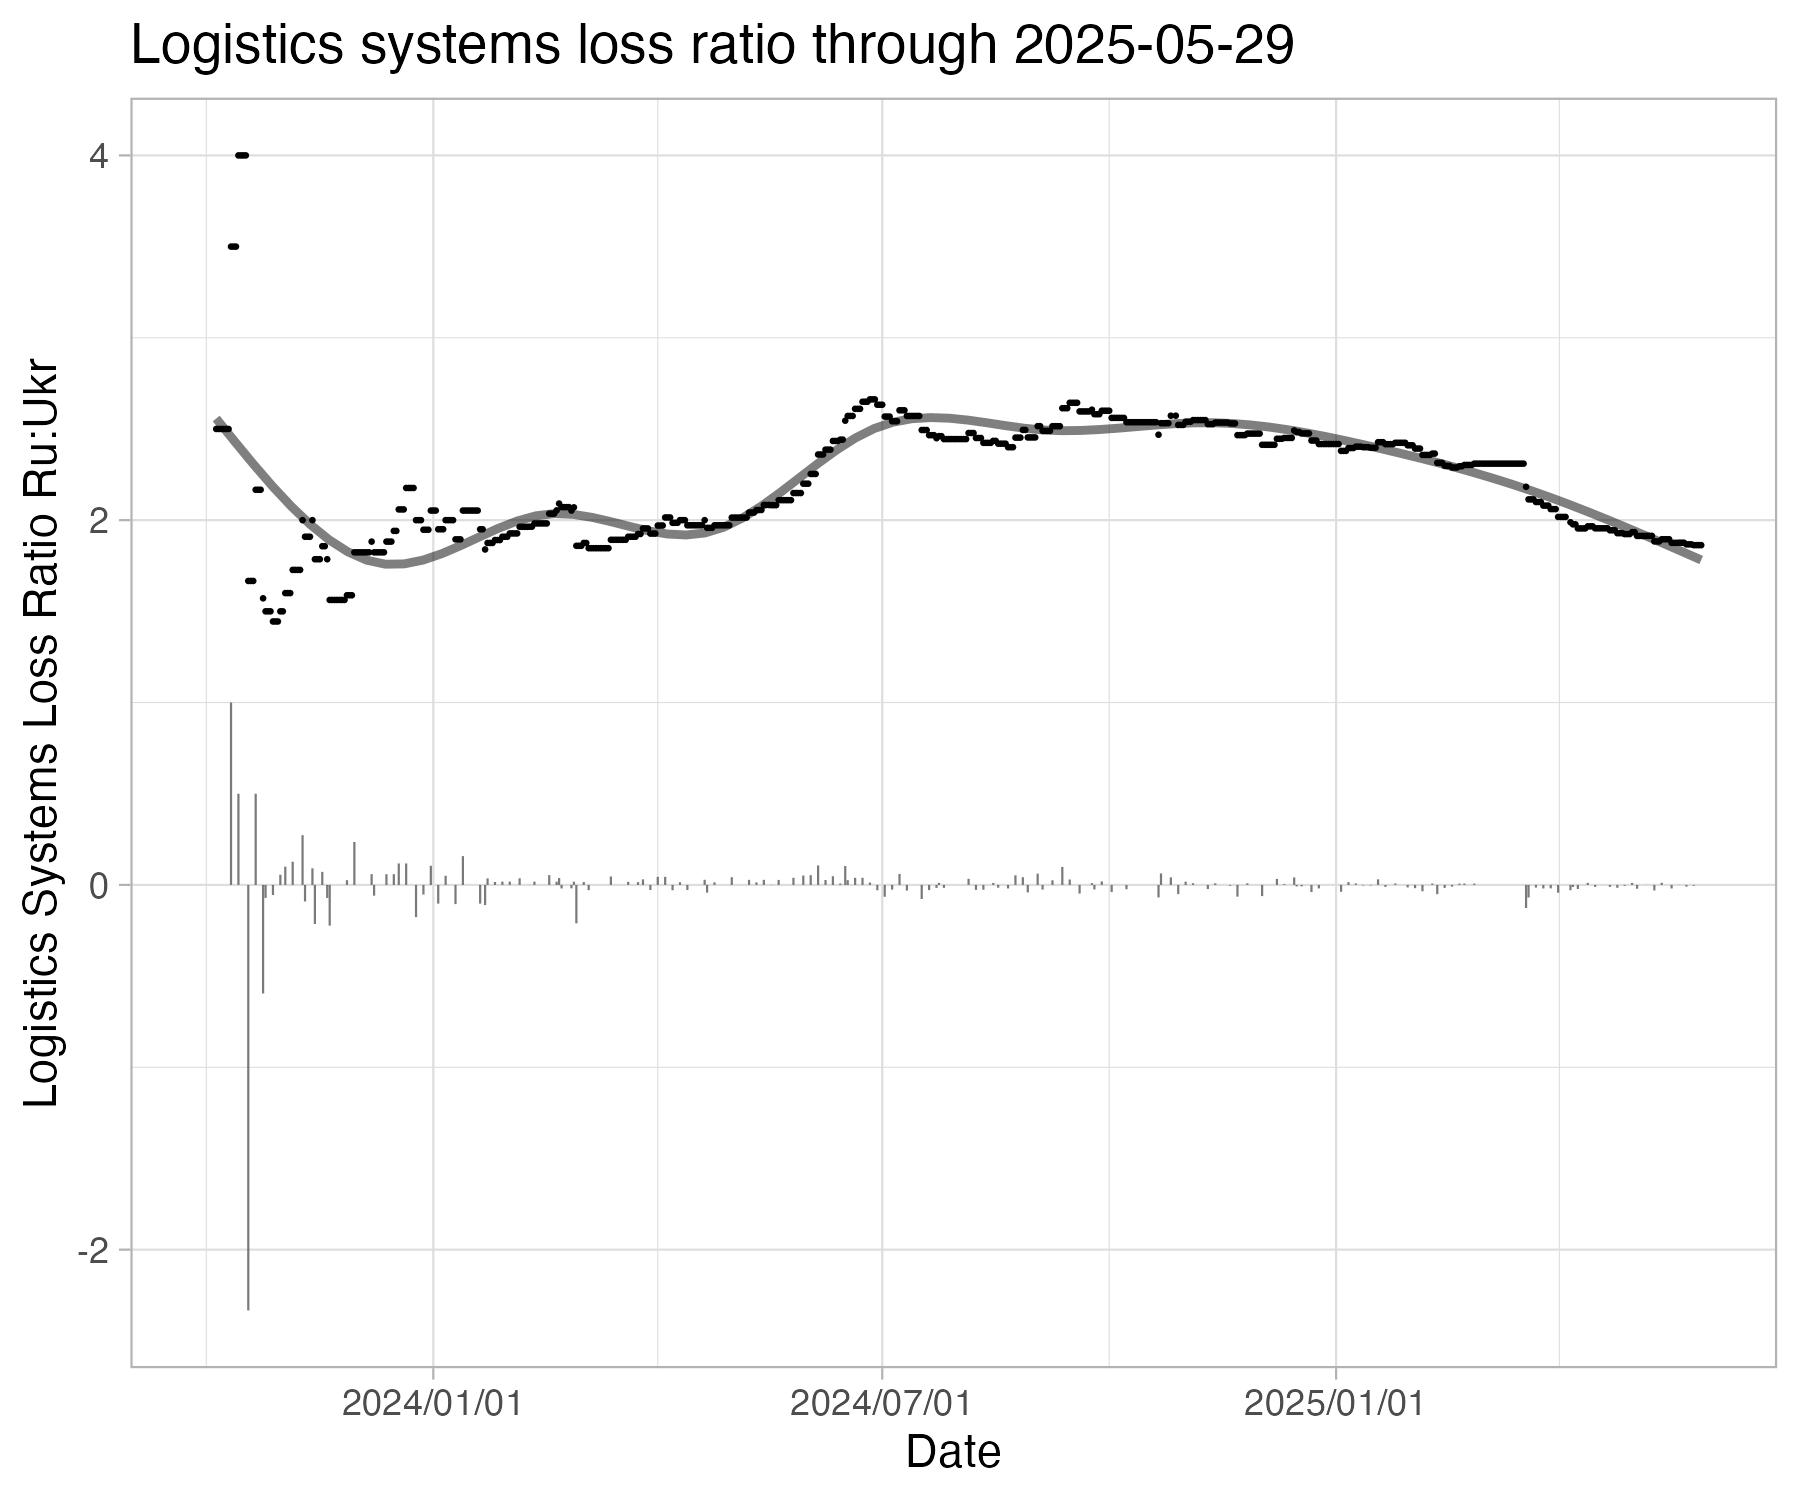 Logistics systems loss ratio through 2025-05-29
Logistics Systems Loss Ratio Ru:Ukr
4
2
0
-2
2024/01/01
2024/07/01
2025/01/01
Date